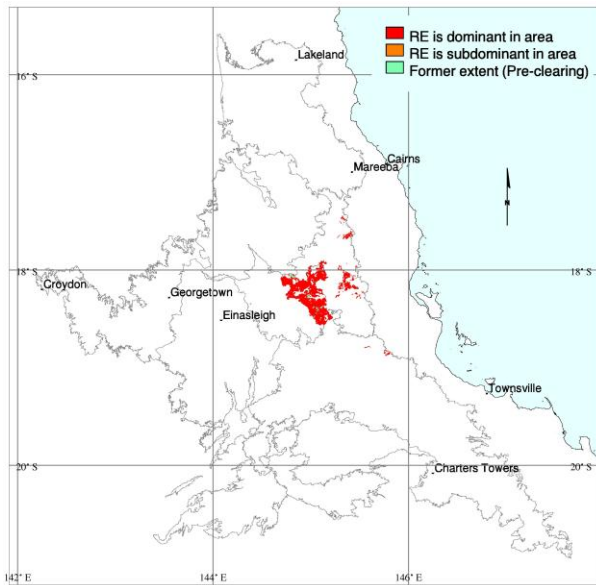 RE is dominant in area
RE is subdominant in area
Former extent (Pre-clearing)
Lakeland
16° S
Cairns
Mareeba
N
18° S
18° S
Croydon
Georgetown
Einasleigh
Townsville
20° S
Charters Towers
20° S
142° E
144° E
146° E